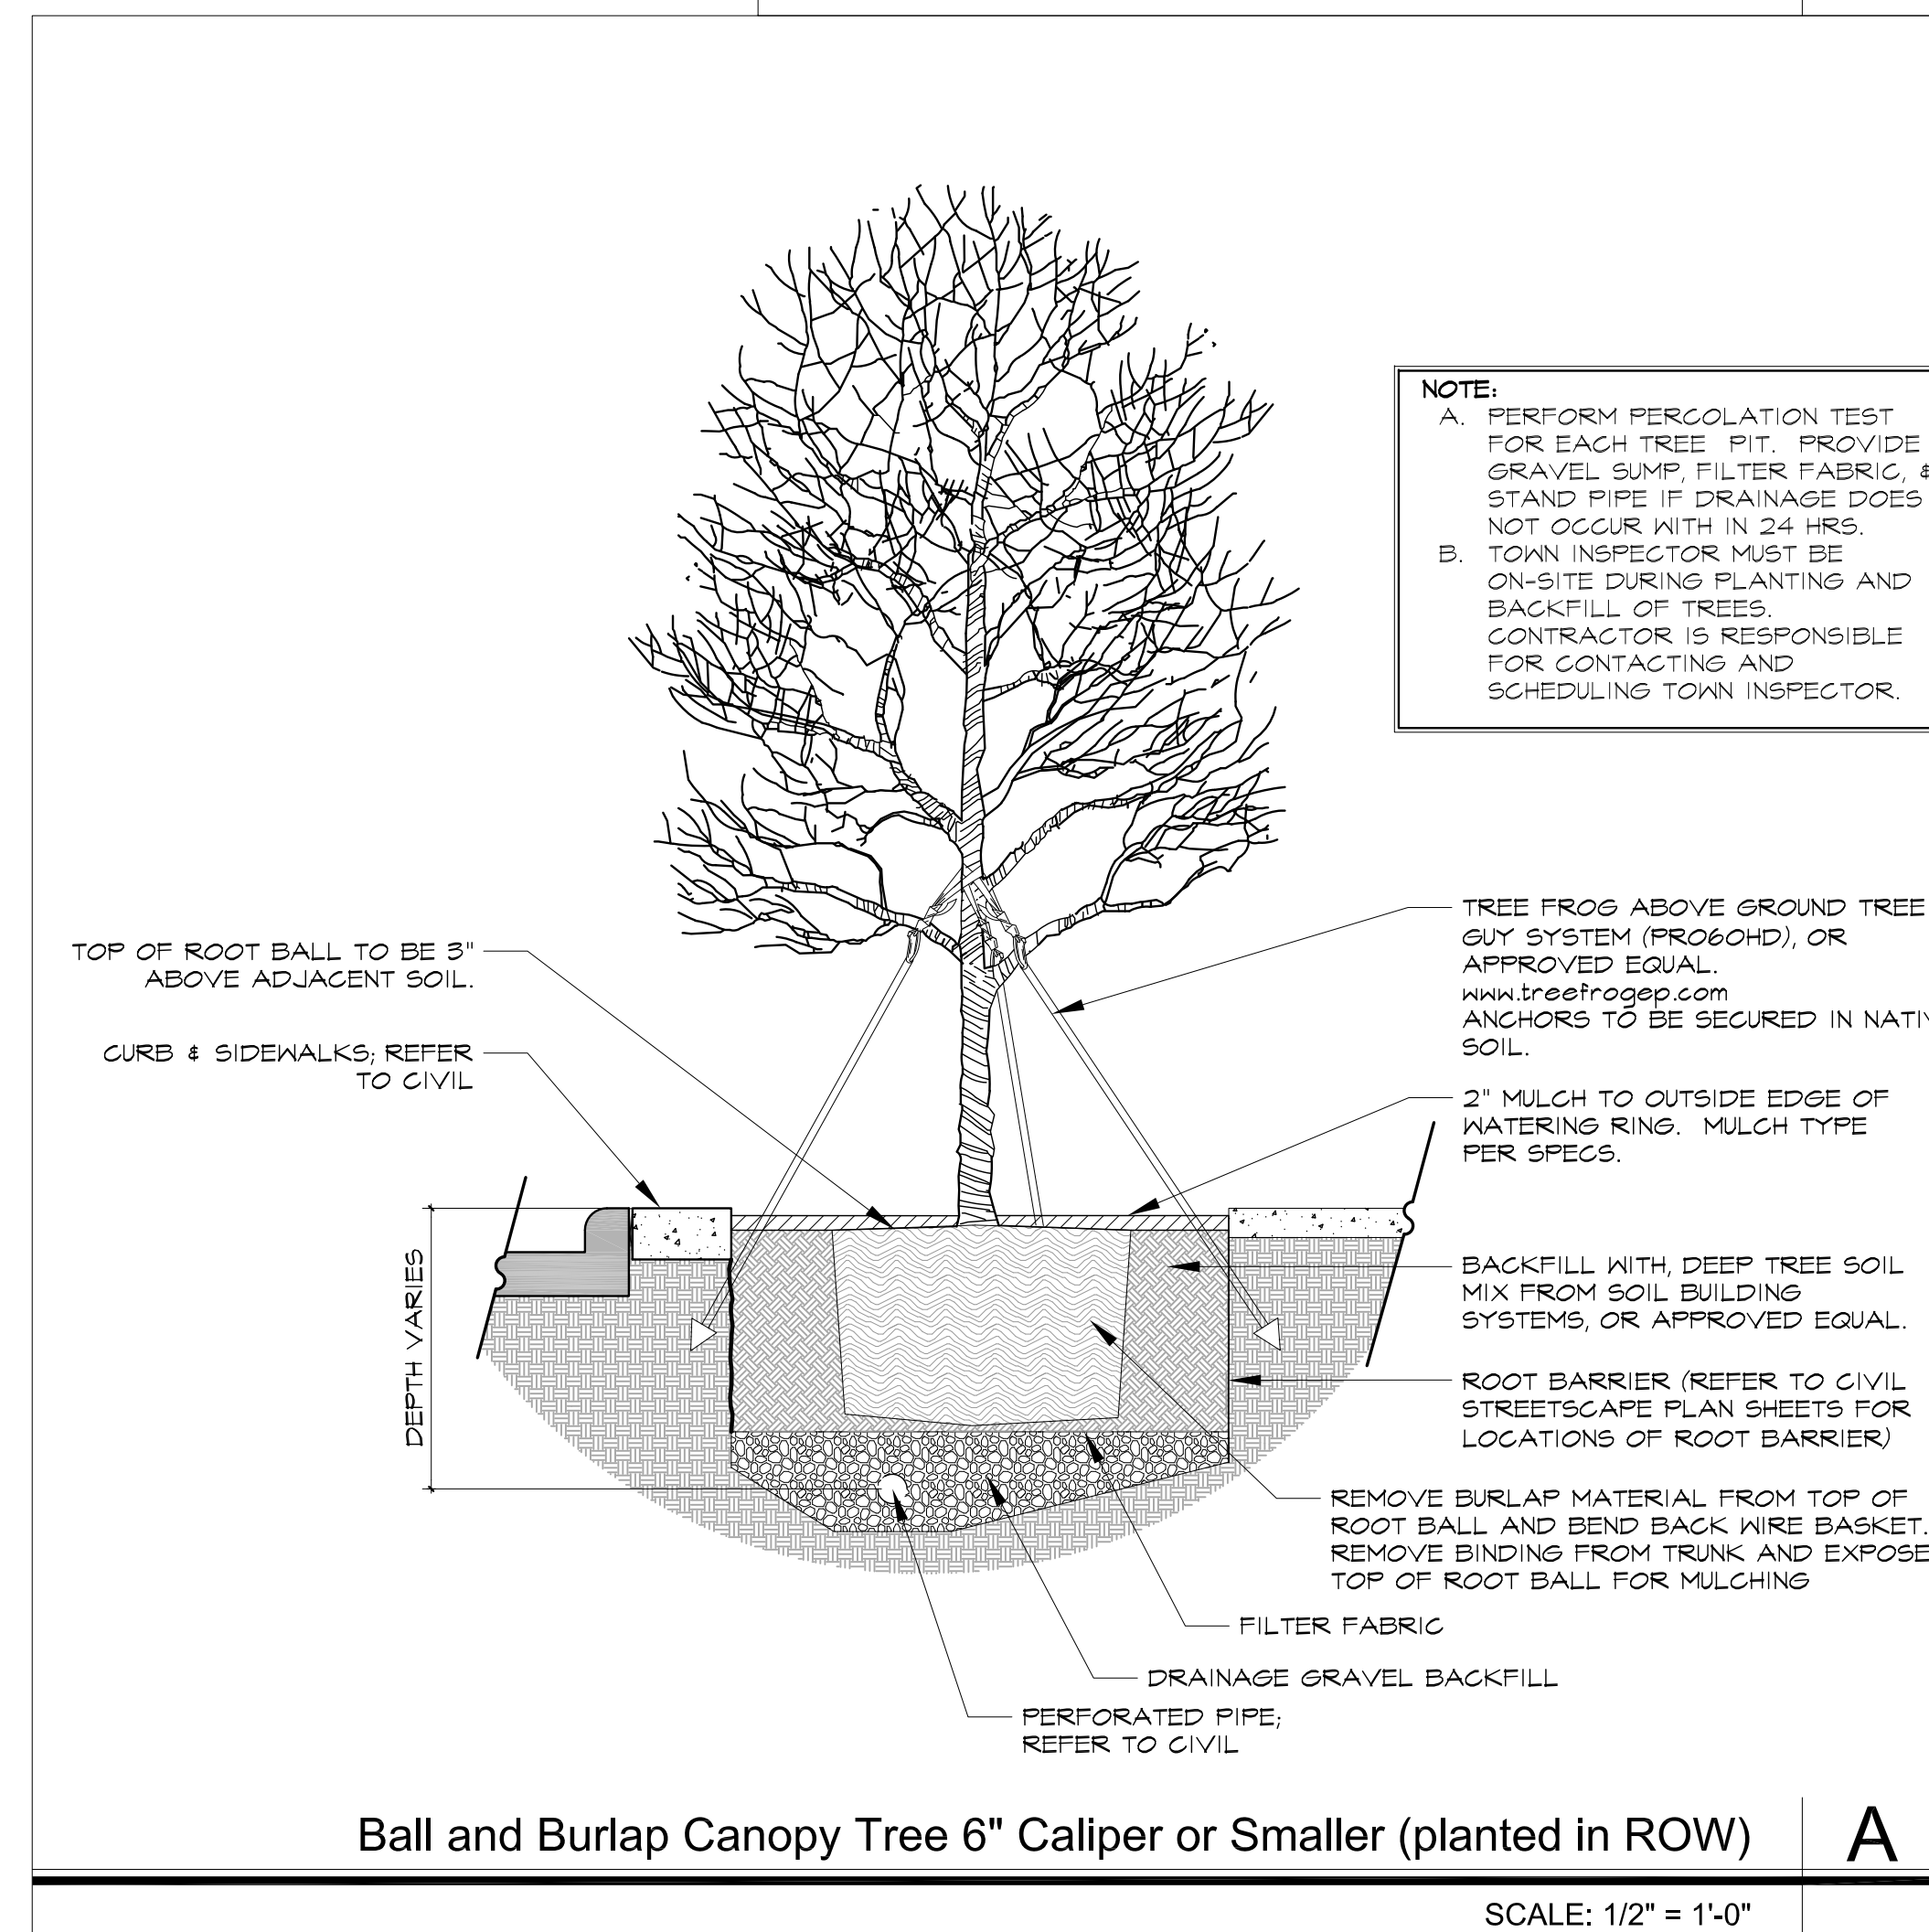 NOTE:
A. PERFORM PERCOLATION TEST
FOR EACH TREE PIT. PROVIDE
GRAVEL SUMP, FILTER FABRIC, &
STAND PIPE IF DRAINAGE DOES
NOT OCCUR WITH IN 24 HRS.
B. TOWN INSPECTOR MUST BE
ON-SITE DURING PLANTING AND
BACKFILL OF TREES.
CONTRACTOR IS RESPONSIBLE
FOR CONTACTING AND
SCHEDULING TOWN INSPECTOR.
TOP OF ROOT BALL TO BE 3"
ABOVE ADJACENT SOIL.
CURB & SIDEWALKS; REFER
TO CIVIL
DEPTH VARIES
TREE FROG ABOVE GROUND TREE
GUY SYSTEM (PRO60HD), OR
APPROVED EQUAL.
www.treefrogep.com
ANCHORS TO BE SECURED IN
SOIL.
2" MULCH TO OUTSIDE EDGE OF
WATERING RING. MULCH TYPE
PER SPECS.
BACKFILL WITH, DEEP TREE SOIL
MIX FROM SOIL BUILDING
SYSTEMS, OR APPROVED EQUAL.
ROOT BARRIER (REFER TO CIVIL
STREETSCAPE PLAN SHEETS FOR
LOCATIONS OF ROOT BARRIER)
REMOVE BURLAP MATERIAL FROM TOP OF
ROOT BALL AND BEND BACK WIRE BASKET.
REMOVE BINDING FROM TRUNK AND EXPOSE
TOP OF ROOT BALL FOR MULCHING
FILTER FABRIC
DRAINAGE GRAVEL BACKFILL
PERFORATED PIPE;
REFER TO CIVIL
Ball and Burlap Canopy Tree 6" Caliper or Smaller (planted in ROW)
A
SCALE: 1/2" = 1'-0"